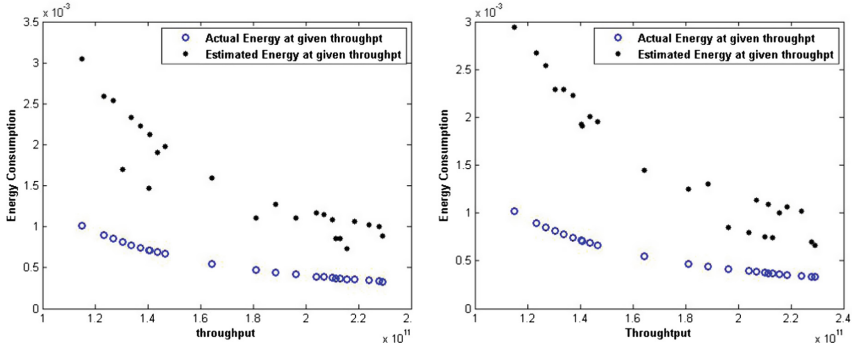 x 10⁻³
3.5
3
2.5
2
1.5
1
0.5
0
Energy Consumption
Actual Energy at given throughpt
Estimated Energy at given throughpt
1 1.2 1.4 1.6 1.8 2 2.2 2.
throughput
x 10¹¹
x 10⁻³
3
2.5
2
1.5
1
0.5
0
Energy Consumption
Actual Energy at given throughpt
Estimated Energy at given throughpt
1 1.2 1.4 1.6 1.8 2 2.2 2.4
Throughtput
x 10¹¹